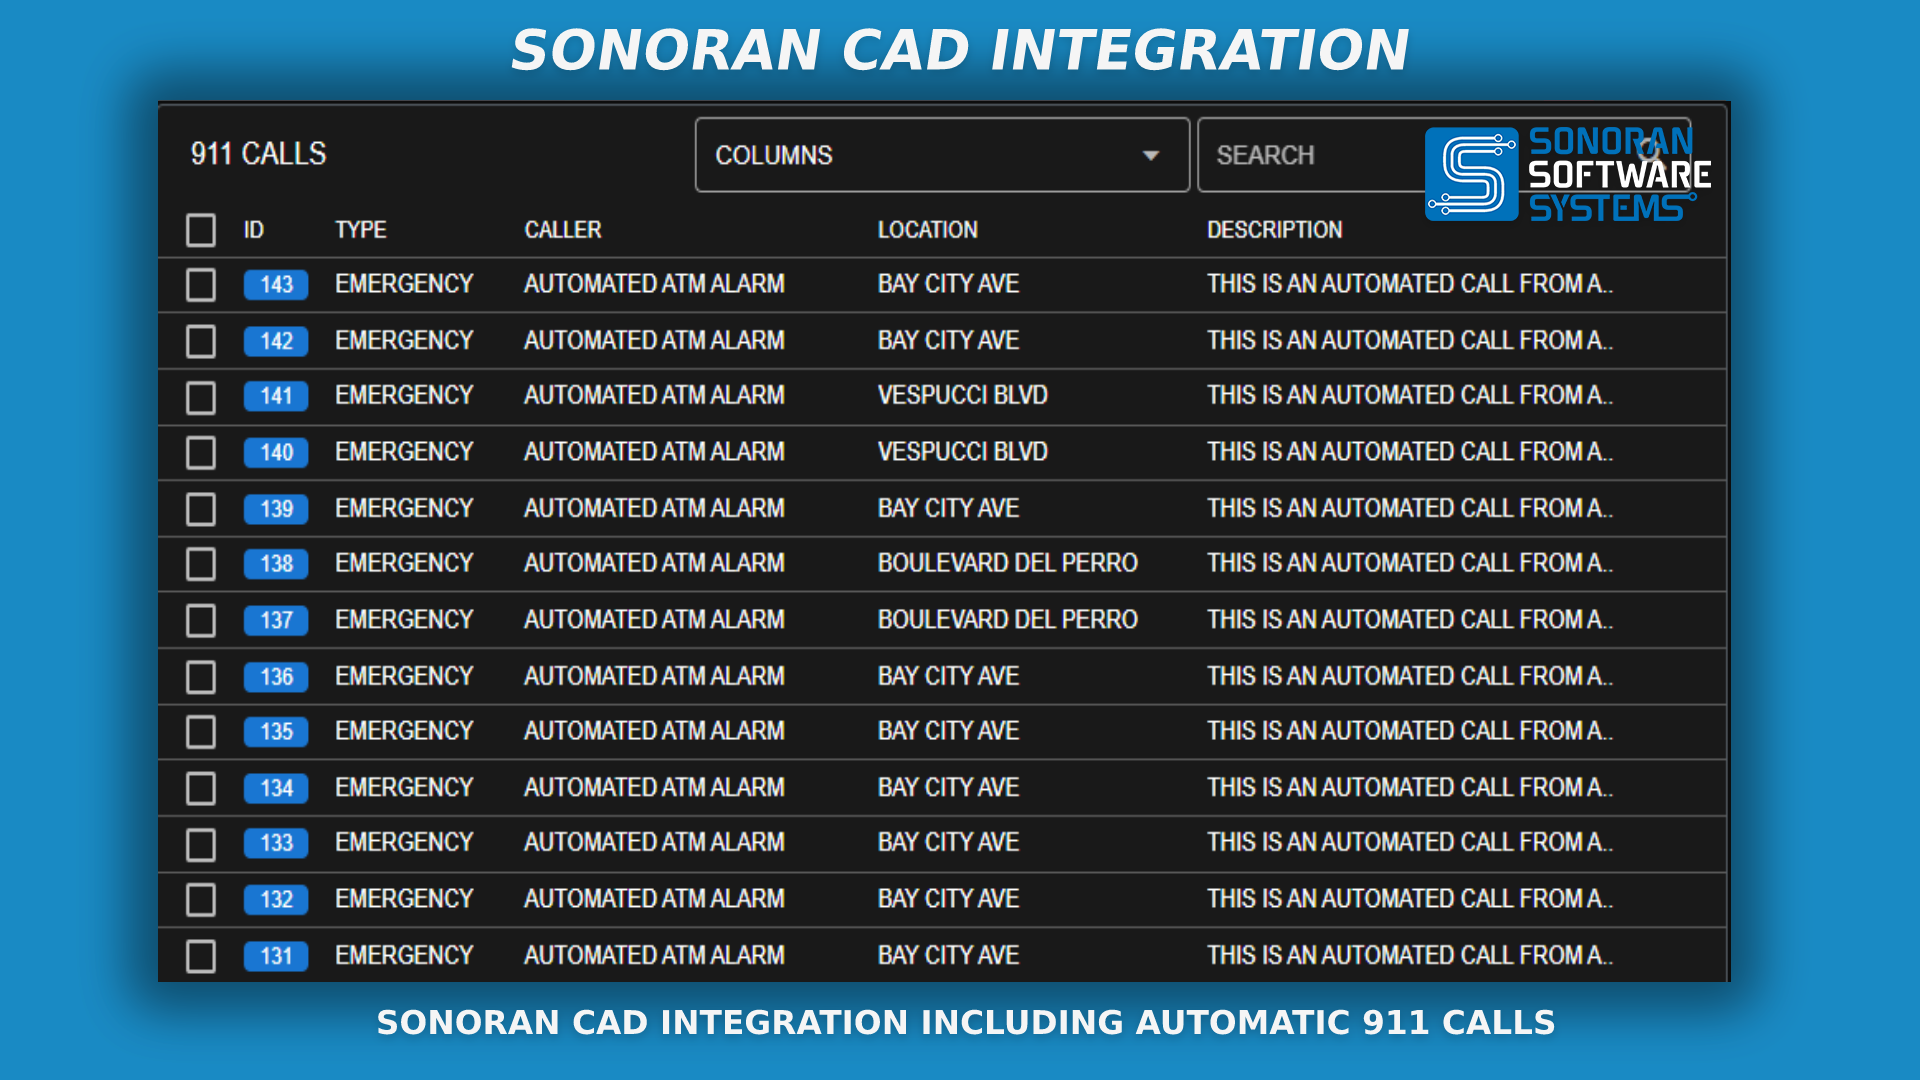 SONORAN CAD INTEGRATION
911 CALLS COLUMNS SEARCH
SONORAN
SOFTWARE
SYSTEMS
ID TYPE CALLER LOCATION DESCRIPTION
143 EMERGENCY AUTOMATED ATM ALARM BAY CITY AVE THIS IS AN AUTOMATED CALL FROM A..
142 EMERGENCY AUTOMATED ATM ALARM BAY CITY AVE THIS IS AN AUTOMATED CALL FROM A..
141 EMERGENCY AUTOMATED ATM ALARM VESPUCCI BLVD THIS IS AN AUTOMATED CALL FROM A..
140 EMERGENCY AUTOMATED ATM ALARM VESPUCCI BLVD THIS IS AN AUTOMATED CALL FROM A..
139 EMERGENCY AUTOMATED ATM ALARM BAY CITY AVE THIS IS AN AUTOMATED CALL FROM A..
138 EMERGENCY AUTOMATED ATM ALARM BOULEVARD DEL PERRO THIS IS AN AUTOMATED CALL FROM A..
137 EMERGENCY AUTOMATED ATM ALARM BOULEVARD DEL PERRO THIS IS AN AUTOMATED CALL FROM A..
136 EMERGENCY AUTOMATED ATM ALARM BAY CITY AVE THIS IS AN AUTOMATED CALL FROM A..
135 EMERGENCY AUTOMATED ATM ALARM BAY CITY AVE THIS IS AN AUTOMATED CALL FROM A..
134 EMERGENCY AUTOMATED ATM ALARM BAY CITY AVE THIS IS AN AUTOMATED CALL FROM A..
133 EMERGENCY AUTOMATED ATM ALARM BAY CITY AVE THIS IS AN AUTOMATED CALL FROM A..
132 EMERGENCY AUTOMATED ATM ALARM BAY CITY AVE THIS IS AN AUTOMATED CALL FROM A..
131 EMERGENCY AUTOMATED ATM ALARM BAY CITY AVE THIS IS AN AUTOMATED CALL FROM A..
SONORAN CAD INTEGRATION INCLUDING AUTOMATIC 911 CALLS